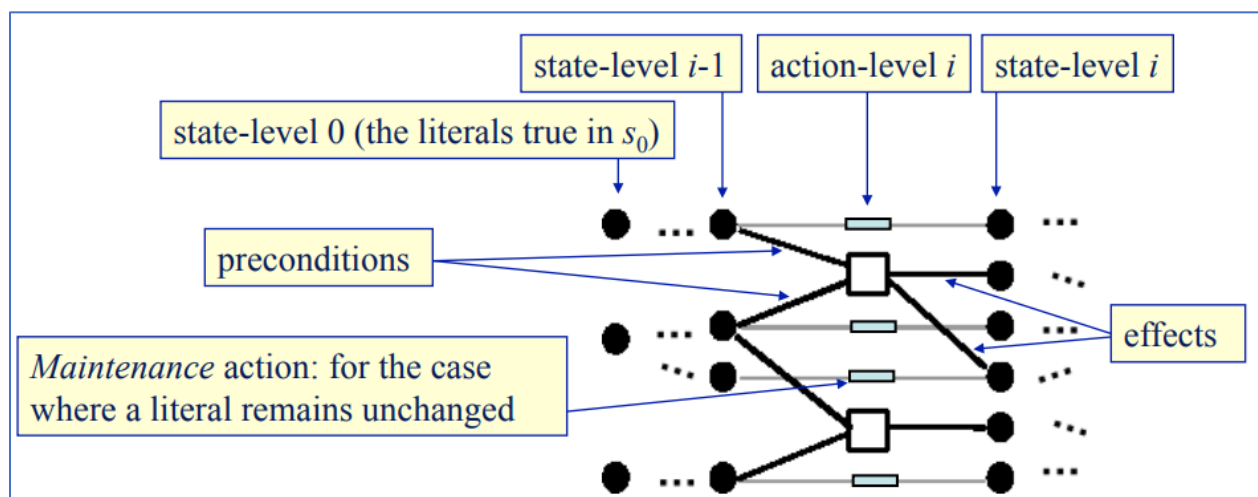 state-level i-1
action-level i
state-level i
state-level 0 (the literals true in s₀)
preconditions
effects
Maintenance action: for the case
where a literal remains unchanged